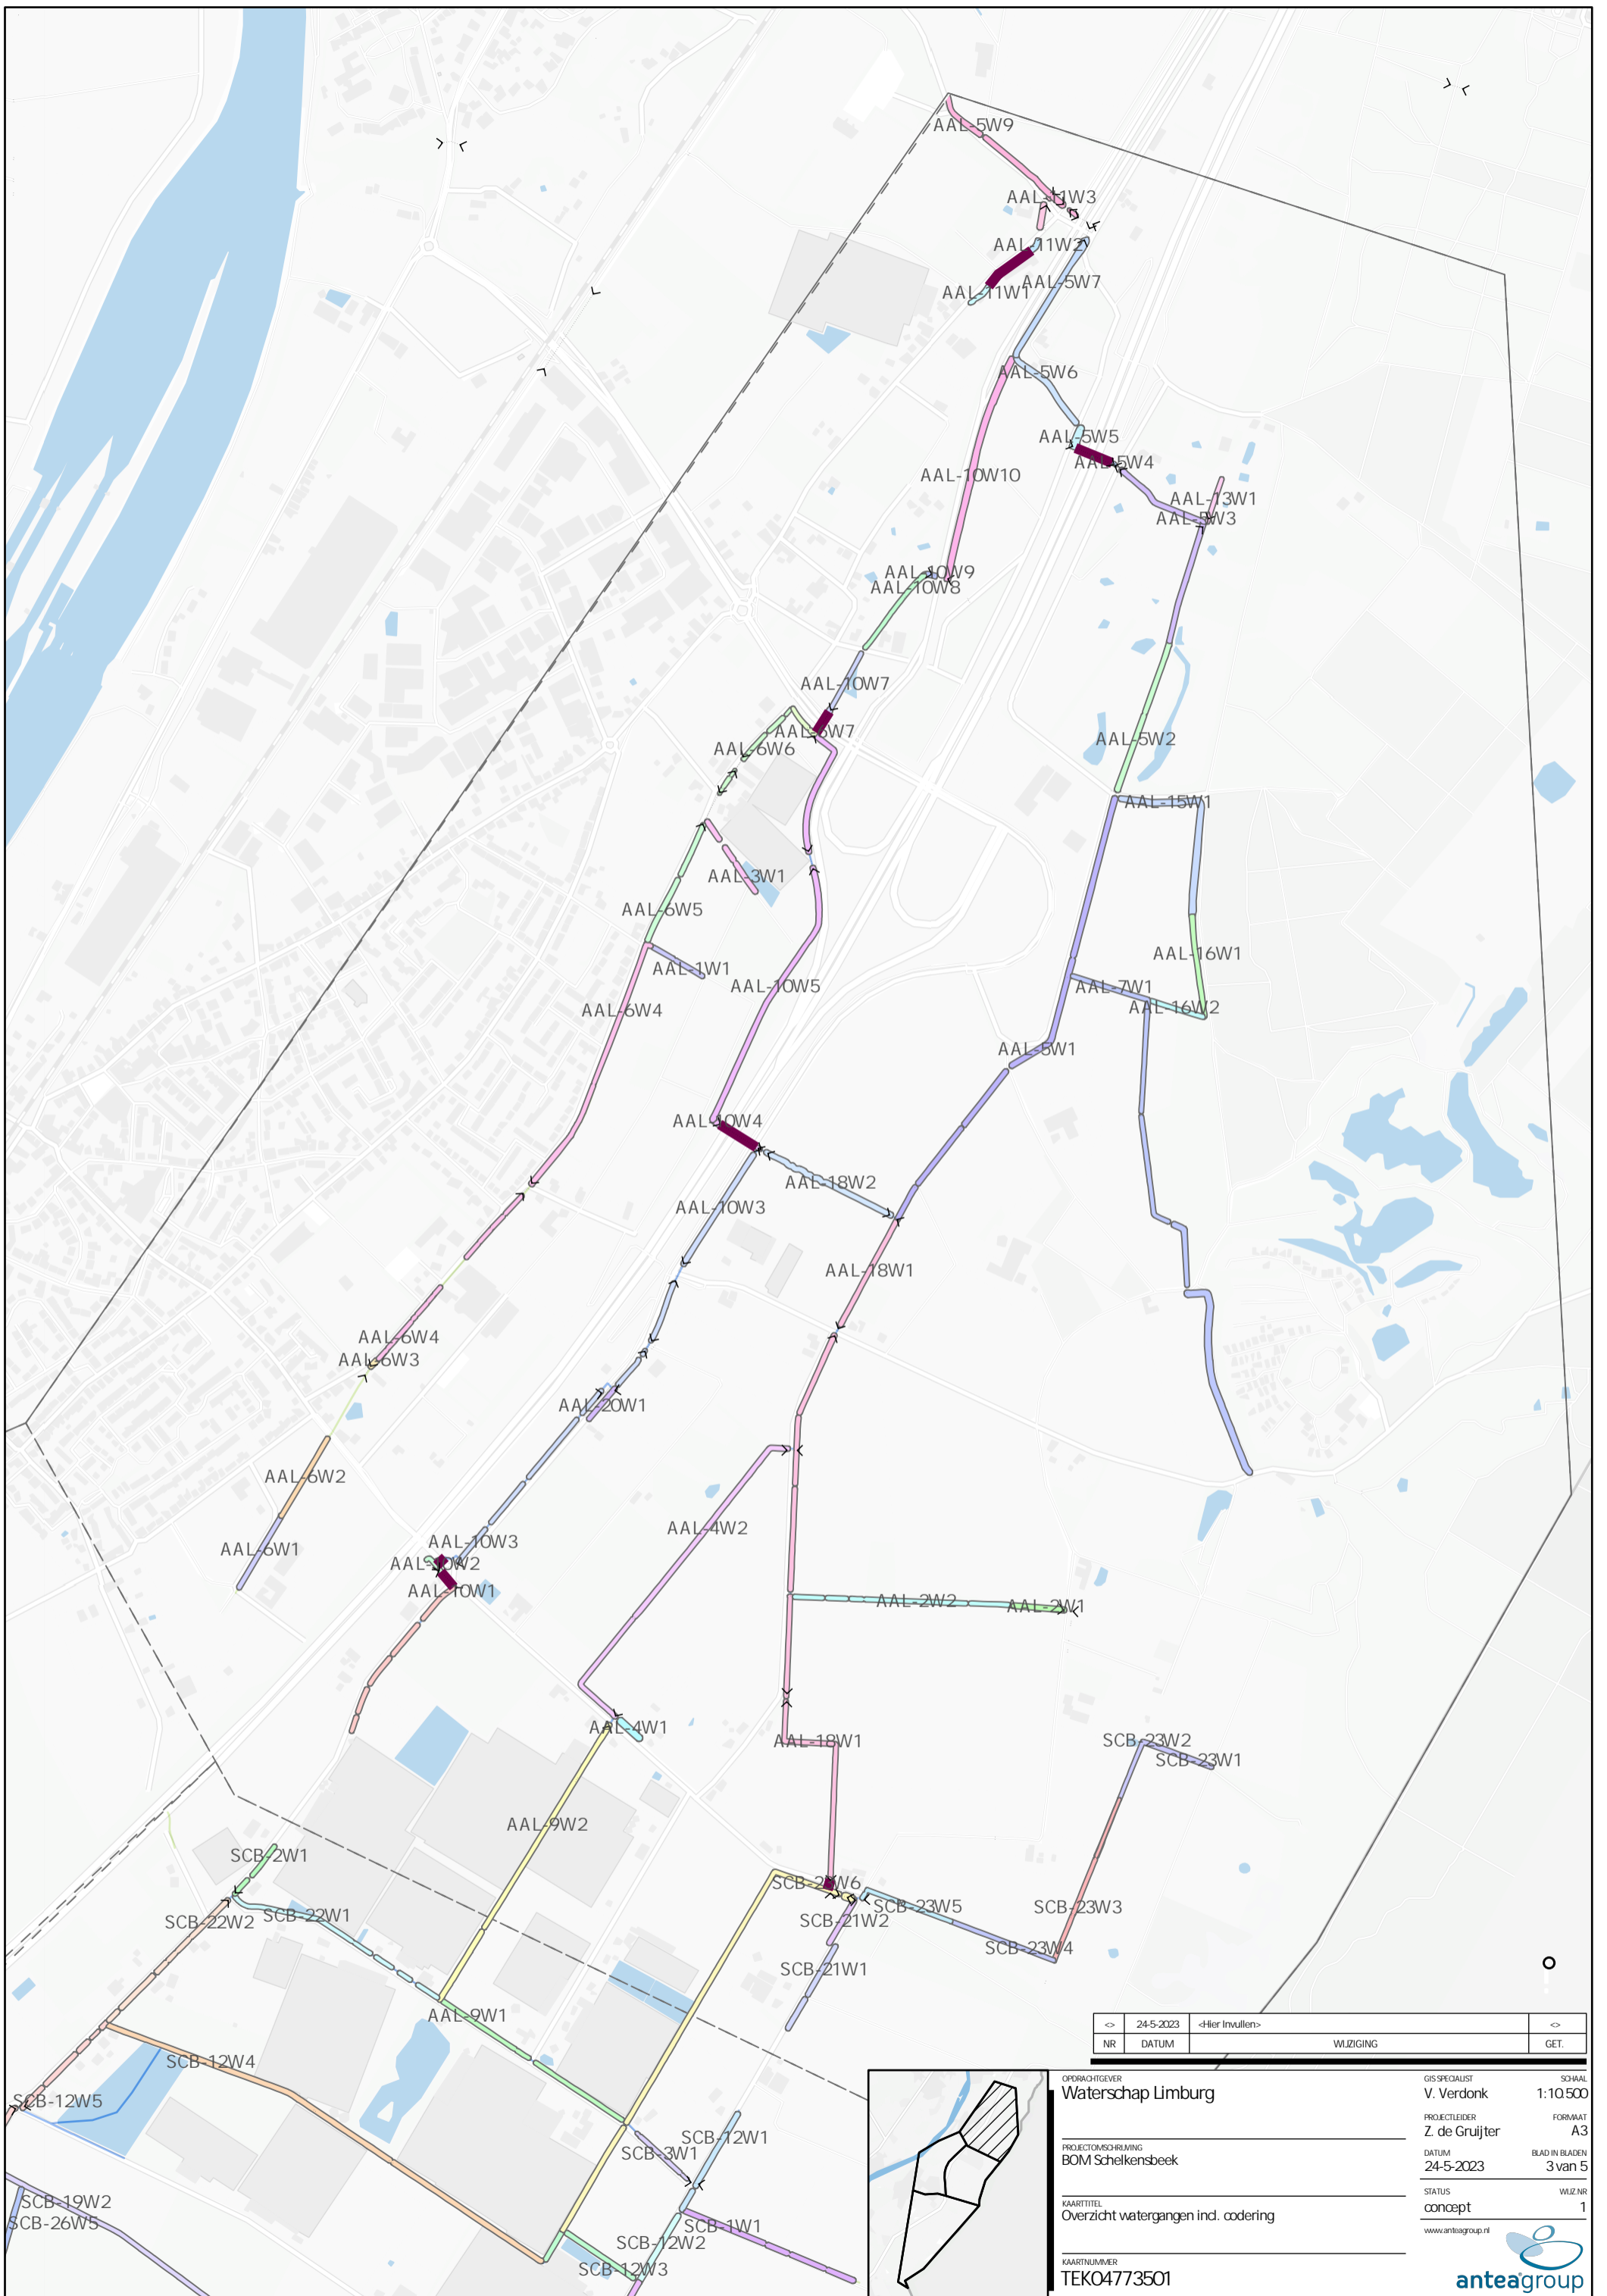 AAL-5W9
AAL-11W3
AAL-11W2
AAL-5W7
AAL-11W1
AAL-5W6
AAL-5W5
AAL-5W4
AAL-10W10
AAL-13W1
AAL-5W3
AAL-10W9
AAL-10W8
AAL-10W7
AAL-6W7
AAL-6W6
AAL-5W2
AAL-15W1
AAL-3W1
AAL-6W5
AAL-16W1
AAL-1W1
AAL-10W5
AAL-7W1
AAL-16W2
AAL-6W4
AAL-5W1
AAL-10W4
AAL-18W2
AAL-10W3
AAL-18W1
AAL-6W4
AAL-6W3
AAL-20W1
AAL-6W2
AAL-4W2
AAL-10W3
AAL-6W1
AAL-10W2
AAL-10W1
AAL-2W2
AAL-2W1
AAL-4W1
AAL-18W1
SCB-23W2
SCB-23W1
AAL-9W2
SCB-2W1
SCB-23W5
SCB-23W3
SCB-22W1
SCB-22W2
SCB-21W2
SCB-23W4
SCB-21W1
AAL-9W1
SCB-12W4
SCB-12W5
SCB-12W1
SCB-3W1
SCB-19W2
SCB-26W5
SCB-1W1
SCB-12W2
SCB-12W3
<> 24-5-2023 <Hier Invullen> <>
NR DATUM WIJZIGING GET.
OPDRACHTGEVER
Waterschap Limburg
GIS SPECIALIST SCHAAL
V. Verdonk 1:10.500
PROJECTLEIDER FORMAAT
Z. de Gruijter A3
PROJECTOMSCHRIJVING
BOM Schelkensbeek
DATUM BLAD IN BLADEN
24-5-2023 3 van 5
STATUS WIJZ.NR
concept 1
KAARTTITEL
Overzicht watergangen incl. codering
www.anteagroup.nl
KAARTNUMMER
TEK04773501
anteagroup